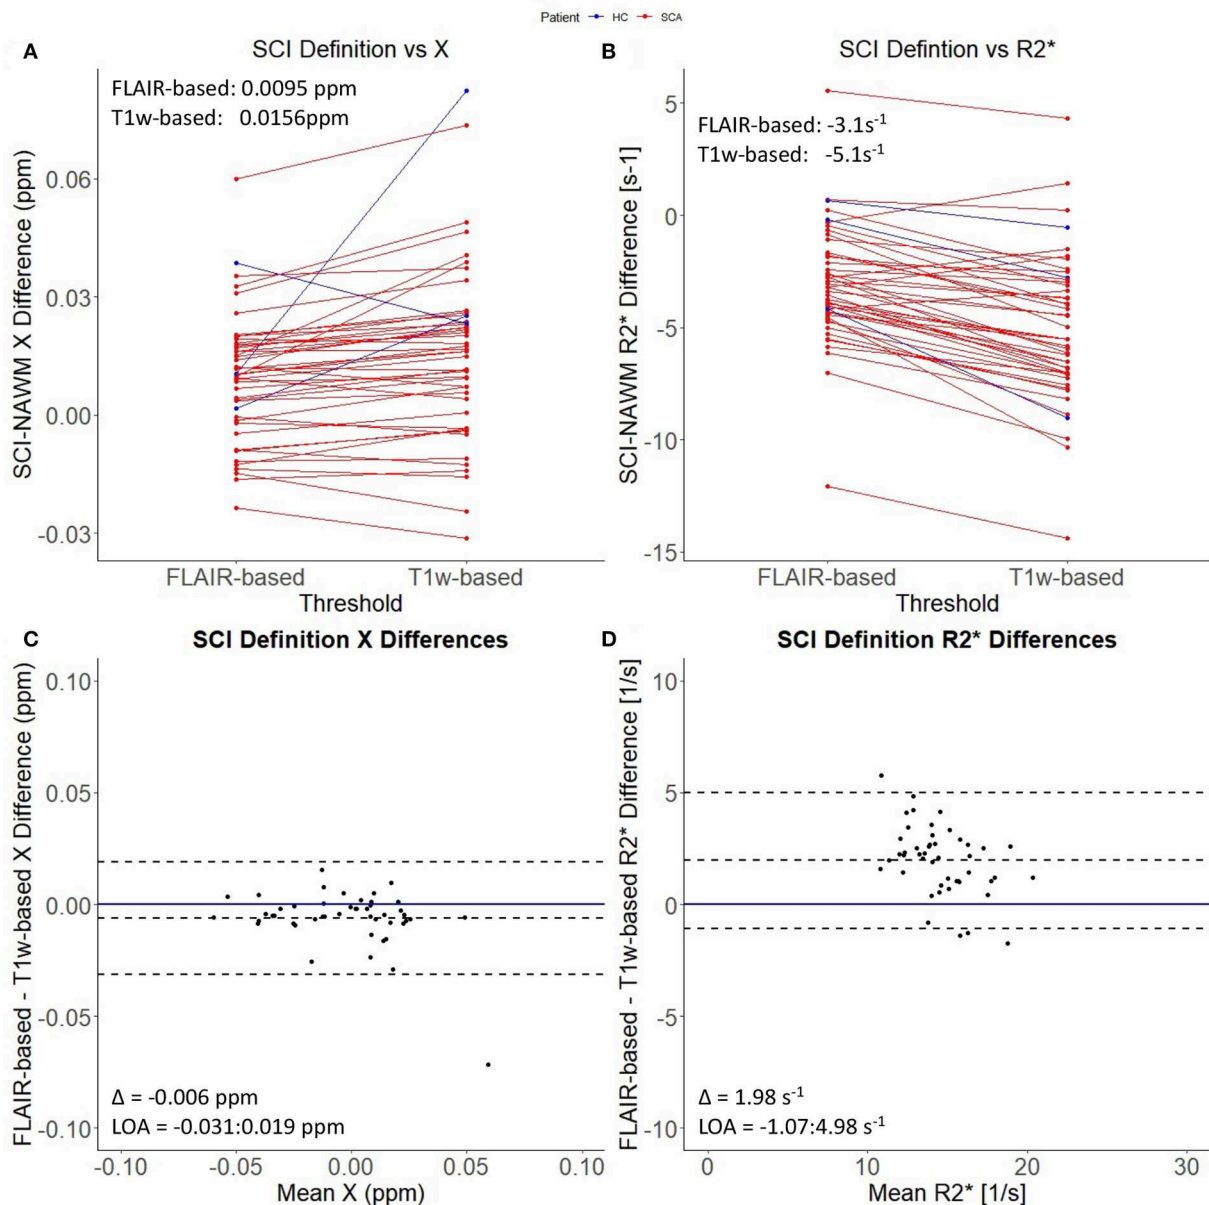 Patient HC SCA
A
SCI Definition vs X
FLAIR-based: 0.0095 ppm
T1w-based: 0.0156ppm
SCI-NAWM X Difference (ppm)
0.06
0.03
0.00
-0.03
FLAIR-based T1w-based
Threshold
B
SCI Defintion vs R2*
FLAIR-based: -3.1s⁻¹
T1w-based: -5.1s⁻¹
SCI-NAWM R2* Difference [s-1]
5
0
-5
-10
-15
FLAIR-based T1w-based
Threshold
C
SCI Definition X Differences
FLAIR-based - T1w-based X Difference (ppm)
0.10
0.05
0.00
-0.05
-0.10
Δ = -0.006 ppm
LOA = -0.031:0.019 ppm
-0.10 -0.05 0.00 0.05 0.10
Mean X (ppm)
D
SCI Definition R2* Differences
FLAIR-based - T1w-based R2* Difference [1/s]
10
5
0
-5
-10
Δ = 1.98 s⁻¹
LOA = -1.07:4.98 s⁻¹
0 10 20 30
Mean R2* [1/s]